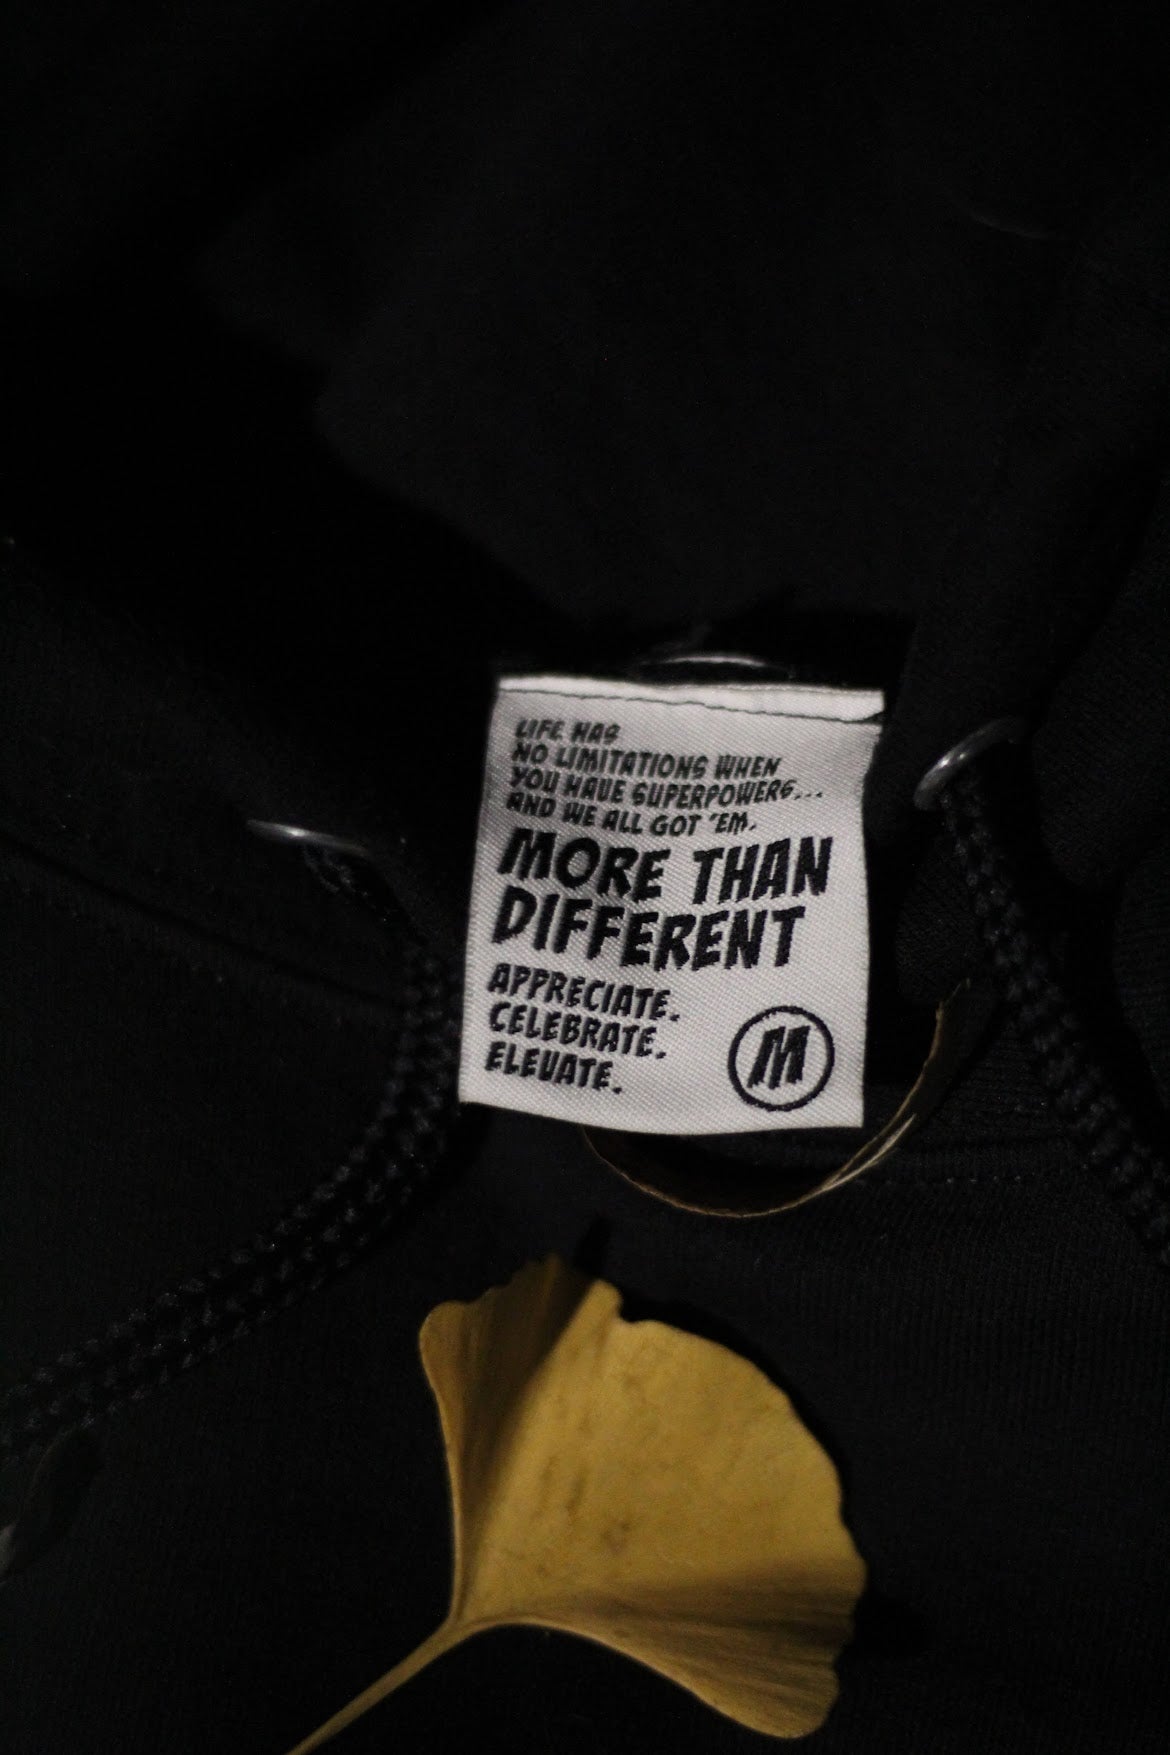 LIFE HAS
NO LIMITATIONS WHEN
YOU HAVE SUPERPOWERS...
AND WE ALL GOT 'EM.
MORE THAN
DIFFERENT
APPRECIATE.
CELEBRATE.
ELEVATE.
M